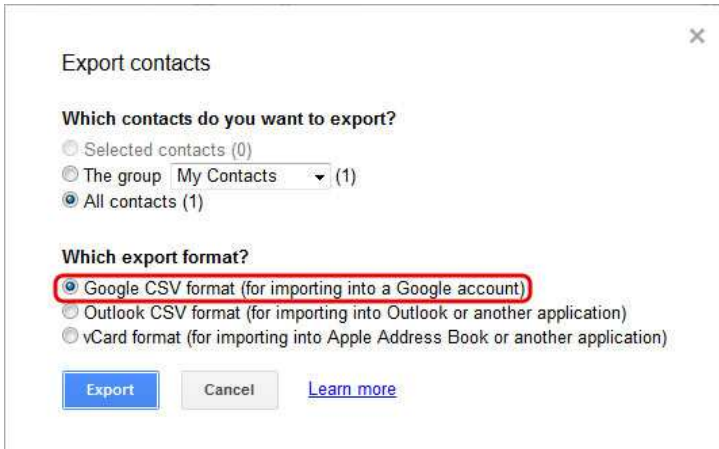 Export contacts
Which contacts do you want to export?
Selected contacts (0)
The group My Contacts (1)
All contacts (1)
Which export format?
Google CSV format (for importing into a Google account)
Outlook CSV format (for importing into Outlook or another application)
vCard format (for importing into Apple Address Book or another application)
Export Cancel Learn more